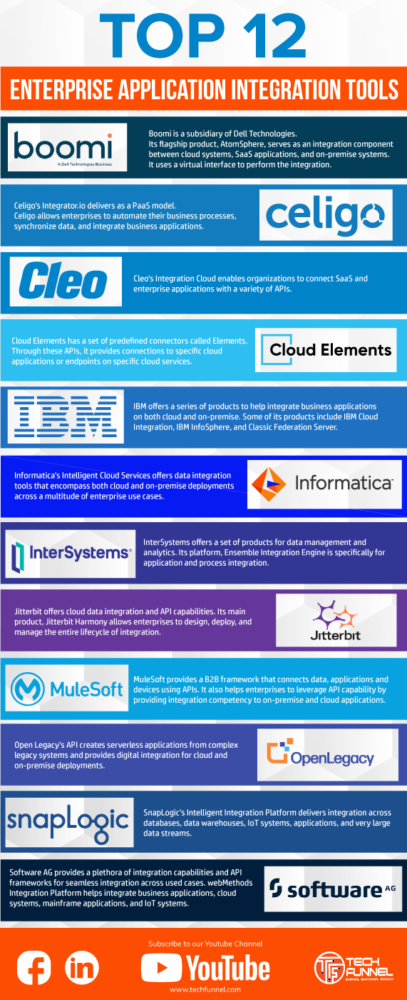 TOP 12
ENTERPRISE APPLICATION INTEGRATION TOOLS
boomi
A Dell Technologies Business
Boomi is a subsidiary of Dell Technologies.
Its flagship product, AtomSphere, serves as an integration component
between cloud systems, SaaS applications, and on-premise systems.
It uses a virtual interface to perform the integration.
Celigo's Integrator.io delivers as a PaaS model.
Celigo allows enterprises to automate their business processes,
synchronize data, and integrate business applications.
celigo
Cleo
Cleo's Integration Cloud enables organizations to connect SaaS and
enterprise applications with a variety of APIs.
Cloud Elements has a set of predefined connectors called Elements.
Through these APIs, it provides connections to specific cloud
applications or endpoints on specific cloud services.
Cloud Elements
IBM
IBM offers a series of products to help integrate business applications
on both cloud and on-premise. Some of its products include IBM Cloud
Integration, IBM InfoSphere, and Classic Federation Server.
Informatica's Intelligent Cloud Services offers data integration
tools that encompass both cloud and on-premise deployments
across a multitude of enterprise use cases.
Informatica
InterSystems®
InterSystems offers a set of products for data management and
analytics. Its platform, Ensemble Integration Engine is specifically for
application and process integration.
Jitterbit offers cloud data integration and API capabilities. Its main
product, Jitterbit Harmony allows enterprises to design, deploy, and
manage the entire lifecycle of integration.
Jitterbit
MuleSoft
MuleSoft provides a B2B framework that connects data, applications and
devices using APIs. It also helps enterprises to leverage API capability by
providing integration competency to on-premise and cloud applications.
Open Legacy's API creates serverless applications from complex
legacy systems and provides digital integration for cloud and
on-premise deployments.
OpenLegacy
snapLogic
SnapLogic's Intelligent Integration Platform delivers integration across
databases, data warehouses, IoT systems, applications, and very large
data streams.
Software AG provides a plethora of integration capabilities and API
frameworks for seamless integration across used cases. webMethods
Integration Platform helps integrate business applications, cloud
systems, mainframe applications, and IoT systems.
software AG
Subscribe to our Youtube Channel
YouTube
TECH
FUNNEL
ENGAGE, EMPOWER, ENRICH
www.techfunnel.com